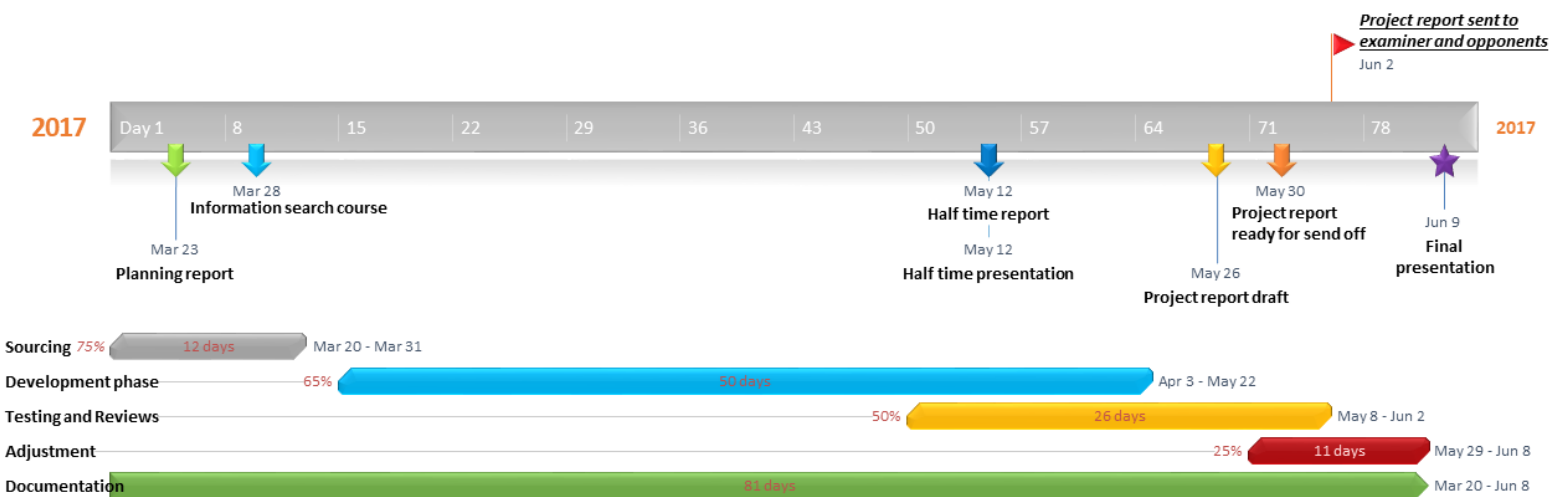 Project report sent to
examiner and opponents
Jun 2
2017
Day 1 8 15 22 29 36 43 50 57 64 71 78
2017
Mar 28
Information search course
Mar 23
Planning report
May 12
Half time report
May 12
Half time presentation
May 26
Project report draft
May 30
Project report
ready for send off
Jun 9
Final
presentation
Sourcing 75% 12 days Mar 20 - Mar 31
Development phase 65% 50 days Apr 3 - May 22
Testing and Reviews 50% 26 days May 8 - Jun 2
Adjustment 25% 11 days May 29 - Jun 8
Documentation 81 days Mar 20 - Jun 8